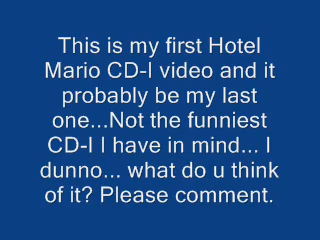 This is my first Hotel
Mario CD-I video and it
probably be my last
one...Not the funniest
CD-I I have in mind... I
dunno... what do u think
of it? Please comment.